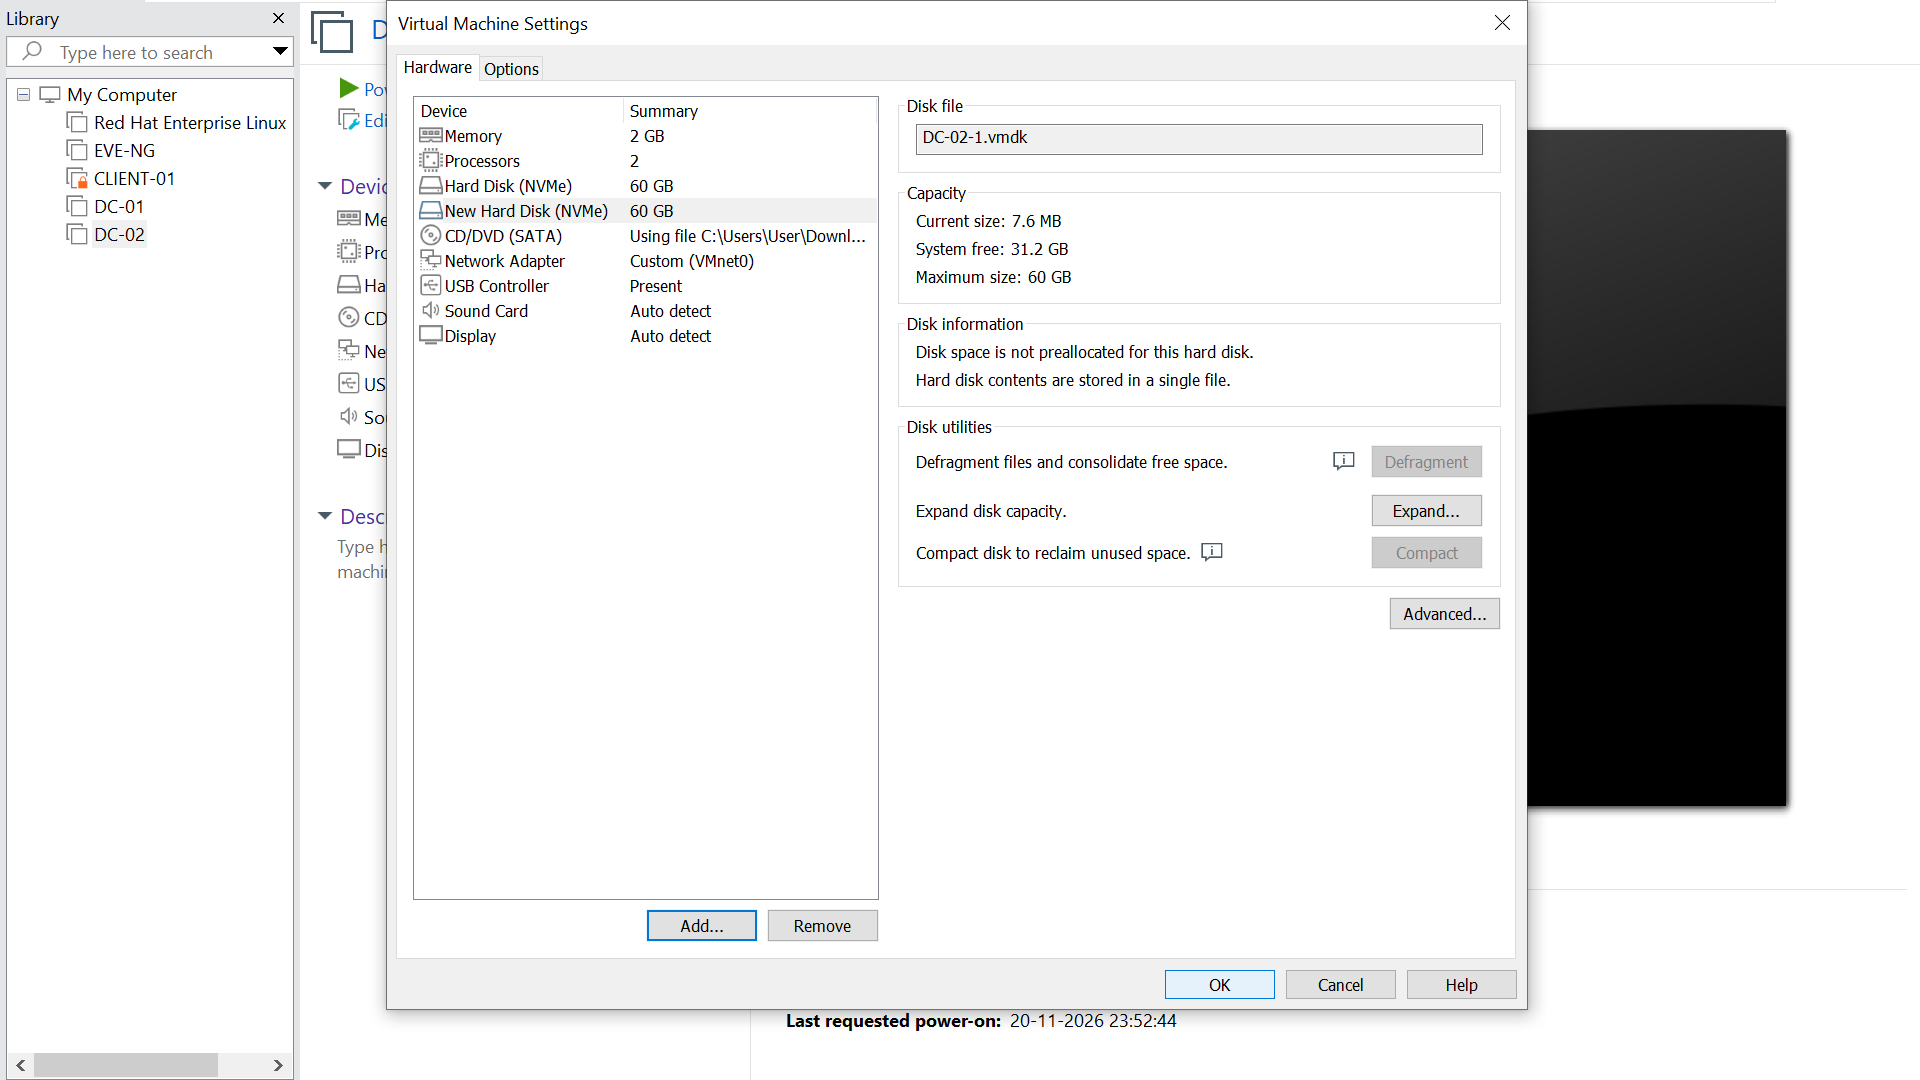 Library
Type here to search
My Computer
Red Hat Enterprise Linux
EVE-NG
CLIENT-01
DC-01
DC-02
Virtual Machine Settings
Hardware
Options
Device Summary
Memory 2 GB
Processors 2
Hard Disk (NVMe) 60 GB
New Hard Disk (NVMe) 60 GB
CD/DVD (SATA) Using file C:\Users\User\Downl...
Network Adapter Custom (VMnet0)
USB Controller Present
Sound Card Auto detect
Display Auto detect
Add...
Remove
Disk file
DC-02-1.vmdk
Capacity
Current size: 7.6 MB
System free: 31.2 GB
Maximum size: 60 GB
Disk information
Disk space is not preallocated for this hard disk.
Hard disk contents are stored in a single file.
Disk utilities
Defragment files and consolidate free space.
Defragment
Expand disk capacity.
Expand...
Compact disk to reclaim unused space.
Compact
Advanced...
OK
Cancel
Help
Type
Last requested power-on: 20-11-2026 23:52:44